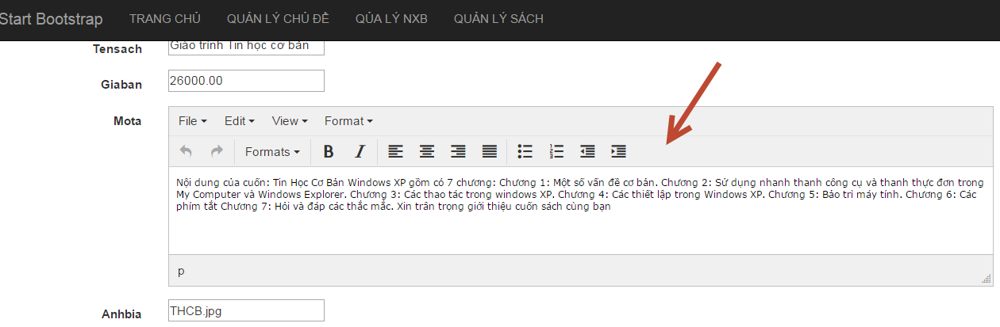 Start Bootstrap TRANG CHỦ QUẢN LÝ CHỦ ĐỀ QỦA LÝ NXB QUẢN LÝ SÁCH
Tensach Giáo trình Tin học cơ bản
Giaban 26000.00
Mota File Edit View Format
Formats B I
Nội dung của cuốn: Tin Học Cơ Bản Windows XP gồm có 7 chương: Chương 1: Một số vấn đề cơ bản. Chương 2: Sử dụng nhanh thanh công cụ và thanh thực đơn trong
My Computer và Windows Explorer. Chương 3: Các thao tác trong windows XP. Chương 4: Các thiết lập trong Windows XP. Chương 5: Bảo trì máy tính. Chương 6: Các
phím tắt Chương 7: Hỏi và đáp các thắc mắc. Xin trân trọng giới thiệu cuốn sách cùng bạn
p
Anhbia THCB.jpg